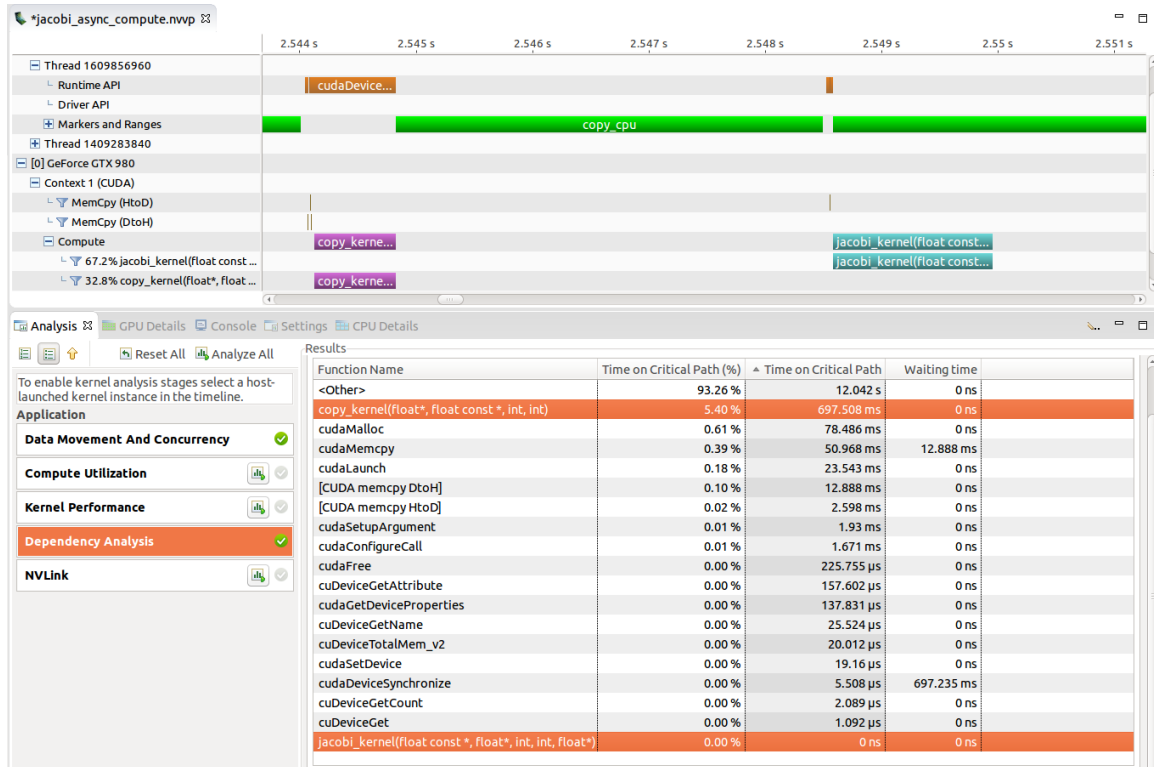 *jacobi_async_compute.nvvp
2.544 s 2.545 s 2.546 s 2.547 s 2.548 s 2.549 s 2.55 s 2.551 s
Thread 1609856960
Runtime API cudaDevice...
Driver API
Markers and Ranges copy_cpu
Thread 1409283840
[0] GeForce GTX 980
Context 1 (CUDA)
MemCpy (HtoD)
MemCpy (DtoH)
Compute copy_kerne... jacobi_kernel(float const...
67.2% jacobi_kernel(float const ... jacobi_kernel(float const...
32.8% copy_kernel(float*, float ... copy_kerne...
Analysis GPU Details Console Settings CPU Details
Reset All Analyze All
To enable kernel analysis stages select a host-
launched kernel instance in the timeline.
Application
Data Movement And Concurrency
Compute Utilization
Kernel Performance
Dependency Analysis
NVLink
Results
Function Name Time on Critical Path (%) Time on Critical Path Waiting time
<Other> 93.26 % 12.042 s 0 ns
copy_kernel(float*, float const *, int, int) 5.40 % 697.508 ms 0 ns
cudaMalloc 0.61 % 78.486 ms 0 ns
cudaMemcpy 0.39 % 50.968 ms 12.888 ms
cudaLaunch 0.18 % 23.543 ms 0 ns
[CUDA memcpy DtoH] 0.10 % 12.888 ms 0 ns
[CUDA memcpy HtoD] 0.02 % 2.598 ms 0 ns
cudaSetupArgument 0.01 % 1.93 ms 0 ns
cudaConfigureCall 0.01 % 1.671 ms 0 ns
cudaFree 0.00 % 225.755 µs 0 ns
cuDeviceGetAttribute 0.00 % 157.602 µs 0 ns
cudaGetDeviceProperties 0.00 % 137.831 µs 0 ns
cuDeviceGetName 0.00 % 25.524 µs 0 ns
cuDeviceTotalMem_v2 0.00 % 20.012 µs 0 ns
cudaSetDevice 0.00 % 19.16 µs 0 ns
cudaDeviceSynchronize 0.00 % 5.508 µs 697.235 ms
cuDeviceGetCount 0.00 % 2.089 µs 0 ns
cuDeviceGet 0.00 % 1.092 µs 0 ns
jacobi_kernel(float const *, float*, int, int, float*) 0.00 % 0 ns 0 ns